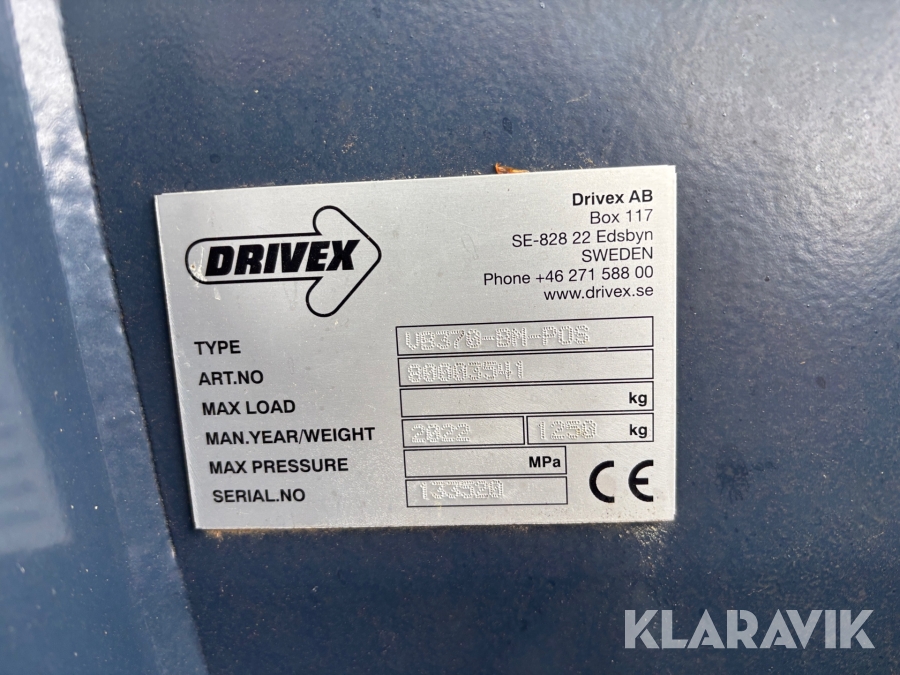 DRIVEX
Drivex AB
Box 117
SE-828 22 Edsbyn
SWEDEN
Phone +46 271 588 00
www.drivex.se
TYPE VB370-BM-POS
ART.NO 80003541
MAX LOAD kg
MAN.YEAR/WEIGHT 2022 1250 kg
MAX PRESSURE MPa
SERIAL.NO 133520
CE
KLARAVIK